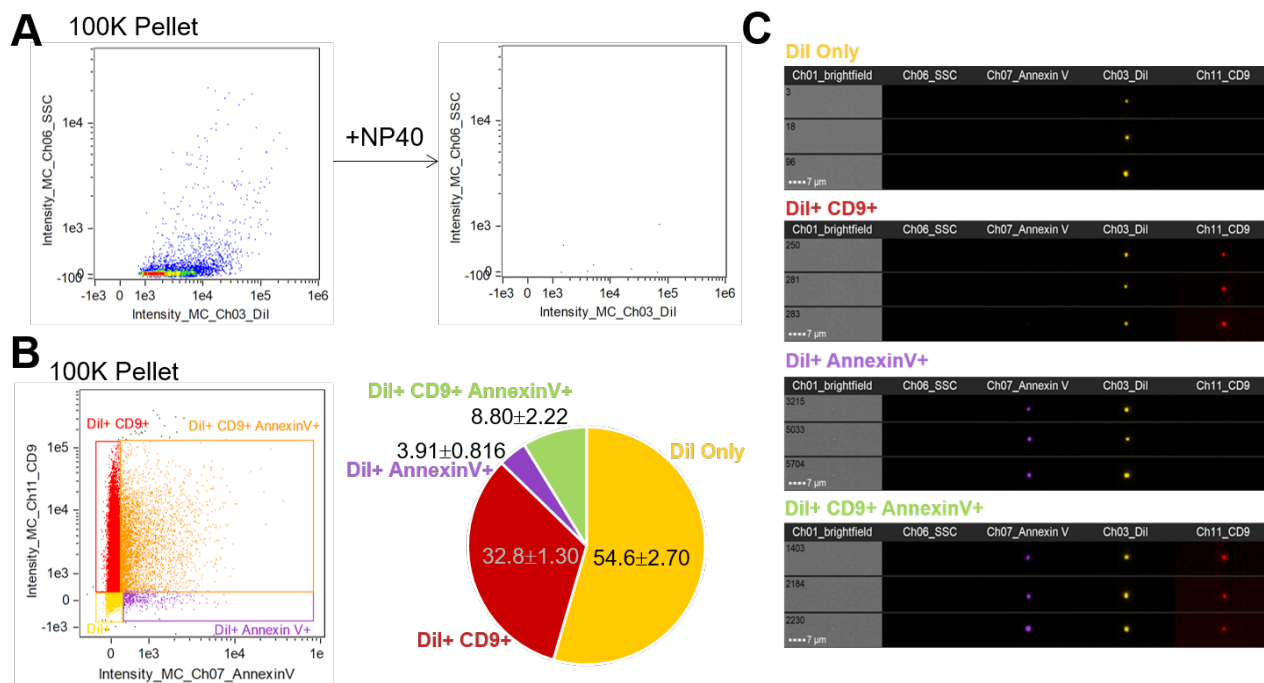 A
100K Pellet
Intensity_MC_Ch06_SSC
1e4
1e3
0
-100
-1e3 0 1e3 1e4 1e5 1e6
Intensity_MC_Ch03_DiI
+NP40
Intensity_MC_Ch06_SSC
1e4
1e3
0
-100
-1e3 0 1e3 1e4 1e5 1e6
Intensity_MC_Ch03_DiI
B
100K Pellet
DiI+ CD9+
DiI+ CD9+ AnnexinV+
Intensity_MC_Ch11_CD9
1e5
1e4
1e3
0
-1e3
DiI+
DiI+ Annexin V+
0 1e3 1e4 1e
Intensity_MC_Ch07_AnnexinV
DiI+ CD9+ AnnexinV+
8.80±2.22
3.91±0.816
DiI+ AnnexinV+
DiI Only
32.8±1.30
54.6±2.70
DiI+ CD9+
C
DiI Only
Ch01_brightfield Ch06_SSC Ch07_Annexin V Ch03_DiI Ch11_CD9
3
18
96
7 µm
DiI+ CD9+
Ch01_brightfield Ch06_SSC Ch07_Annexin V Ch03_DiI Ch11_CD9
250
281
283
7 µm
DiI+ AnnexinV+
Ch01_brightfield Ch06_SSC Ch07_Annexin V Ch03_DiI Ch11_CD9
3215
5033
5704
7 µm
DiI+ CD9+ AnnexinV+
Ch01_brightfield Ch06_SSC Ch07_Annexin V Ch03_DiI Ch11_CD9
1403
2184
2230
7 µm